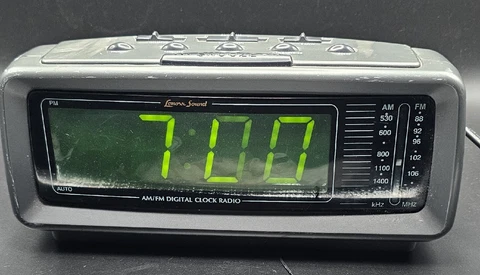 PM
Lenoxx Sound
7:00
AUTO
AM/FM DIGITAL CLOCK RADIO
AM FM
530 88
600 92
96
800 102
1100 106
1400
kHz MHz